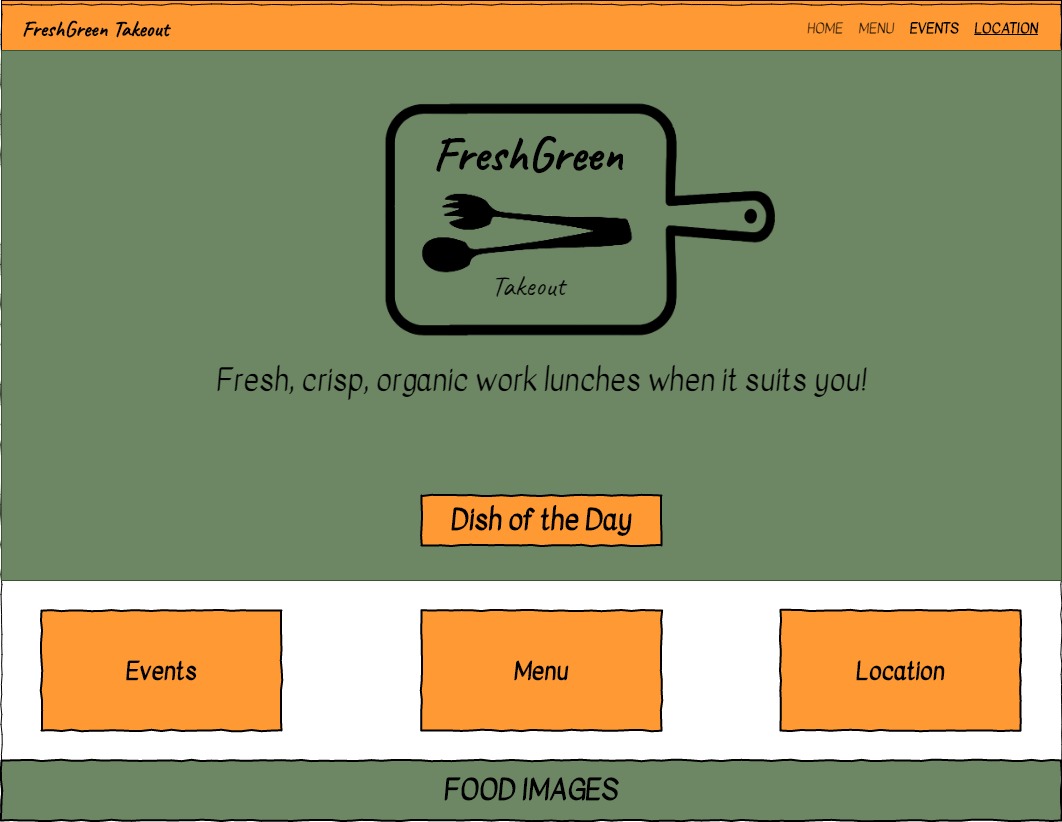 FreshGreen Takeout HOME MENU EVENTS LOCATION
FreshGreen
Takeout
Fresh, crisp, organic work lunches when it suits you!
Dish of the Day
Events Menu Location
FOOD IMAGES